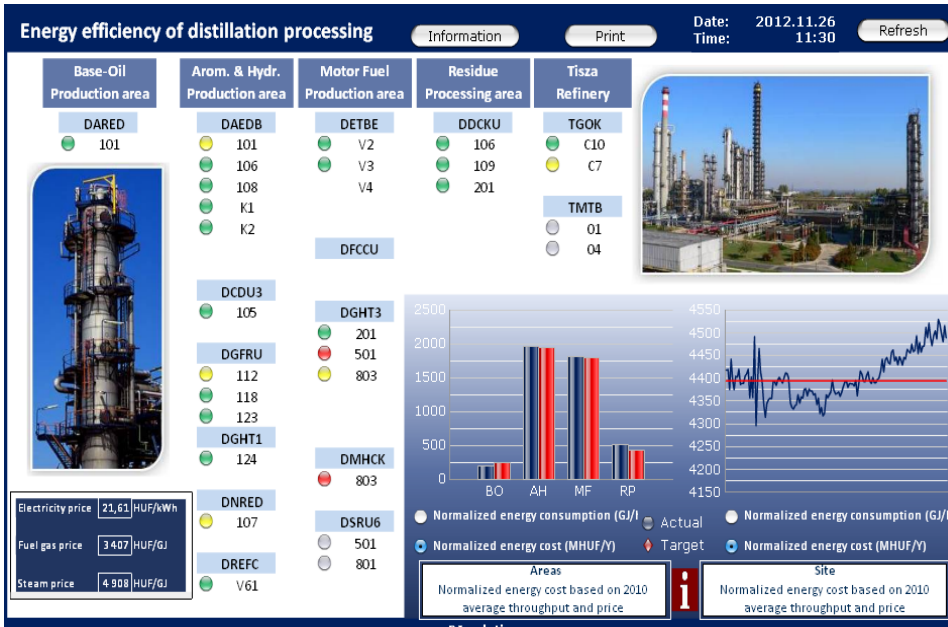 Energy efficiency of distillation processing
Information
Print
Date: 2012.11.26
Time: 11:30
Refresh
Base-Oil
Production area
Arom. & Hydr.
Production area
Motor Fuel
Production area
Residue
Processing area
Tisza
Refinery
DARED
101
DAEDB
101
106
108
K1
K2
DCDU3
105
DGFRU
112
118
123
DGHT1
124
DNRED
107
DREFC
V61
DETBE
V2
V3
V4
DFCCU
DGHT3
201
501
803
DMHCK
803
DSRU6
501
801
DDCKU
106
109
201
TGOK
C10
C7
TMTB
01
04
Electricity price 21,61 HUF/kWh
Fuel gas price 3 407 HUF/GJ
Steam price 4 908 HUF/GJ
2500
2000
1500
1000
500
0
BO AH MF RP
4550
4500
4450
4400
4350
4300
4250
4200
4150
Normalized energy consumption (GJ/
Normalized energy cost (MHUF/Y)
Actual
Target
Normalized energy consumption (GJ/
Normalized energy cost (MHUF/Y)
Areas
Normalized energy cost based on 2010
average throughput and price
i
Site
Normalized energy cost based on 2010
average throughput and price